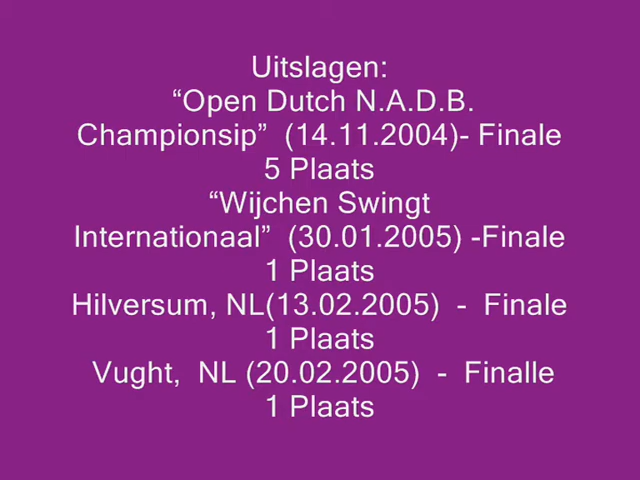 Uitslagen:
“Open Dutch N.A.D.B.
Championsip” (14.11.2004)- Finale
5 Plaats
“Wijchen Swingt
Internationaal” (30.01.2005) -Finale
1 Plaats
Hilversum, NL(13.02.2005) - Finale
1 Plaats
Vught, NL (20.02.2005) - Finalle
1 Plaats